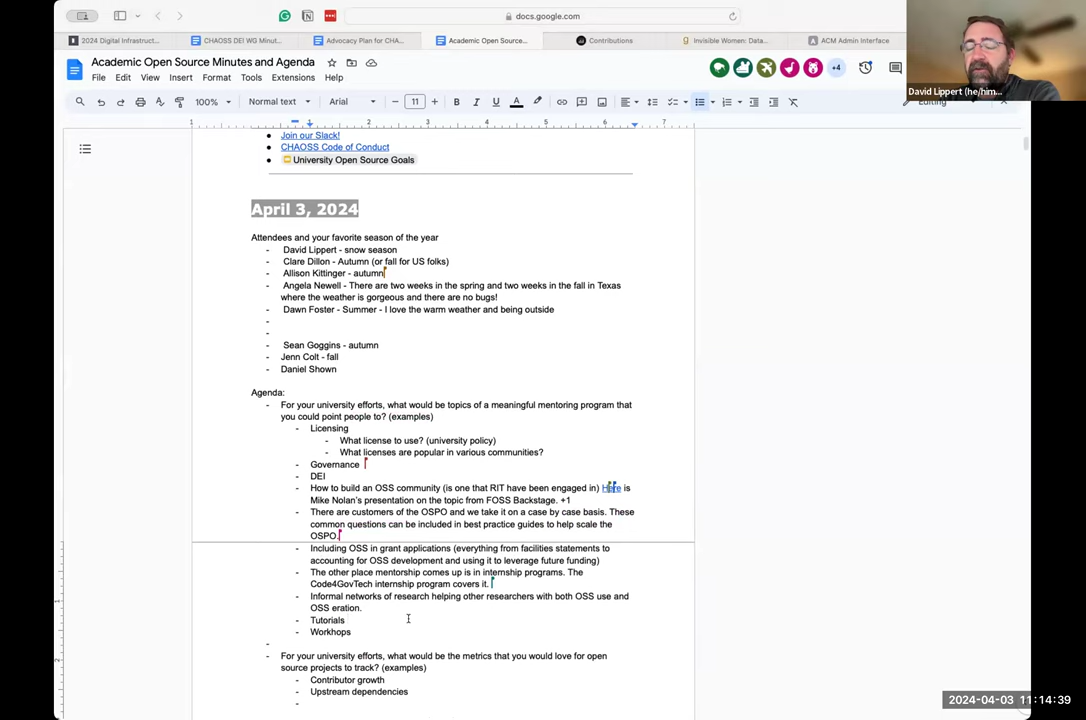 docs.google.com
2024 Digital Infrastruct...
CHAOSS DEI WG Minut...
Advocacy Plan for CHA...
Academic Open Source...
Contributions
Invisible Women: Data...
ACM Admin Interface
Academic Open Source Minutes and Agenda
File Edit View Insert Format Tools Extensions Help
+4
100% Normal text Arial 11 Editing
David Lippert (he/him...
1 1 2 3 4 5 6 7
Join our Slack!
CHAOSS Code of Conduct
University Open Source Goals
April 3, 2024
Attendees and your favorite season of the year
- David Lippert - snow season
- Clare Dillon - Autumn (or fall for US folks)
- Allison Kittinger - autumn
- Angela Newell - There are two weeks in the spring and two weeks in the fall in Texas
where the weather is gorgeous and there are no bugs!
- Dawn Foster - Summer - I love the warm weather and being outside
-
-
- Sean Goggins - autumn
- Jenn Colt - fall
- Daniel Shown
Agenda:
- For your university efforts, what would be topics of a meaningful mentoring program that
you could point people to? (examples)
- Licensing
- What license to use? (university policy)
- What licenses are popular in various communities?
- Governance
- DEI
- How to build an OSS community (is one that RIT have been engaged in) Here is
Mike Nolan's presentation on the topic from FOSS Backstage. +1
- There are customers of the OSPO and we take it on a case by case basis. These
common questions can be included in best practice guides to help scale the
OSPO.
- Including OSS in grant applications (everything from facilities statements to
accounting for OSS development and using it to leverage future funding)
- The other place mentorship comes up is in internship programs. The
Code4GovTech internship program covers it.
- Informal networks of research helping other researchers with both OSS use and
OSS eration.
- Tutorials
- Workhops
-
- For your university efforts, what would be the metrics that you would love for open
source projects to track? (examples)
- Contributor growth
- Upstream dependencies
-
2024-04-03 11:14:39